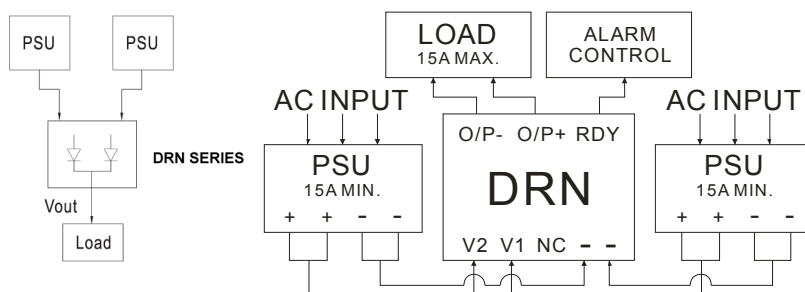 PSU
PSU
DRN SERIES
Vout
Load
LOAD
15A MAX.
ALARM
CONTROL
AC INPUT
AC INPUT
O/P- O/P+ RDY
PSU
15A MIN.
+ + – –
DRN
V2 V1 NC – –
PSU
15A MIN.
+ + – –